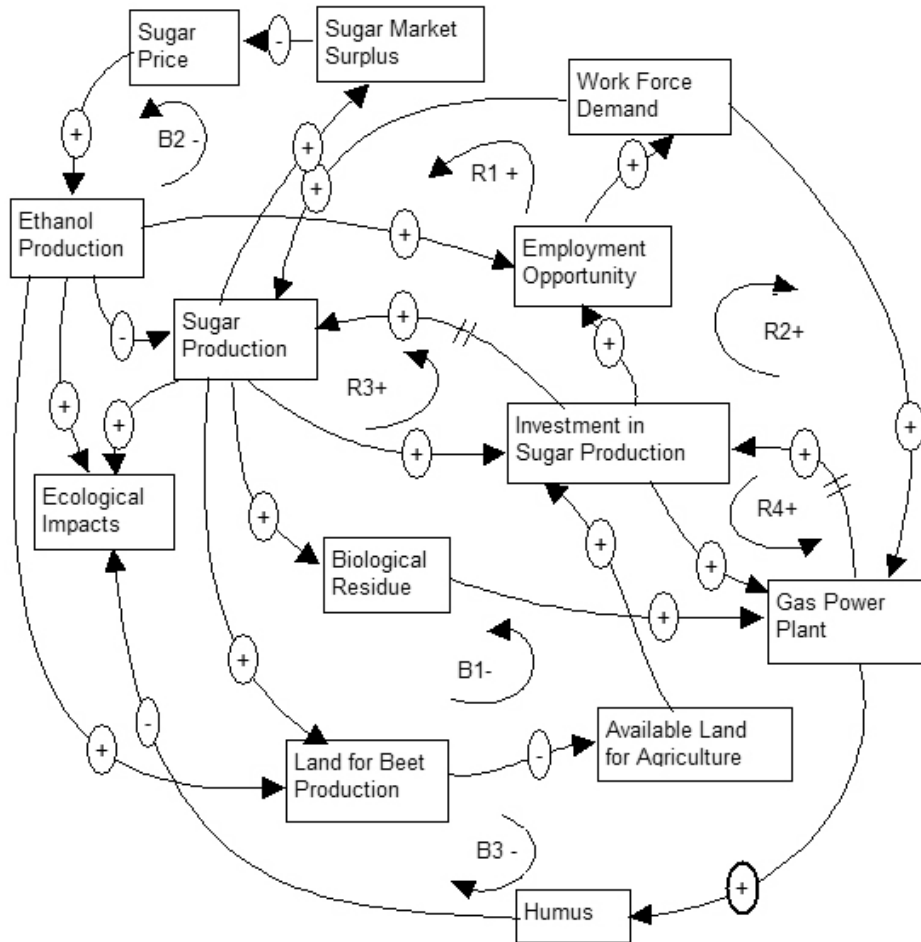 Sugar
Price
-
Sugar Market
Surplus
Work Force
Demand
+
B2 -
+
+
R1 +
+
Ethanol
Production
+
Employment
Opportunity
-
Sugar
Production
+
R3+
+
R2+
+
+
+
Investment in
Sugar Production
+
+
Ecological
Impacts
+
R4+
+
Biological
Residue
+
+
Gas Power
Plant
+
+
B1-
-
+
Land for Beet
Production
-
Available Land
for Agriculture
B3 -
Humus
+